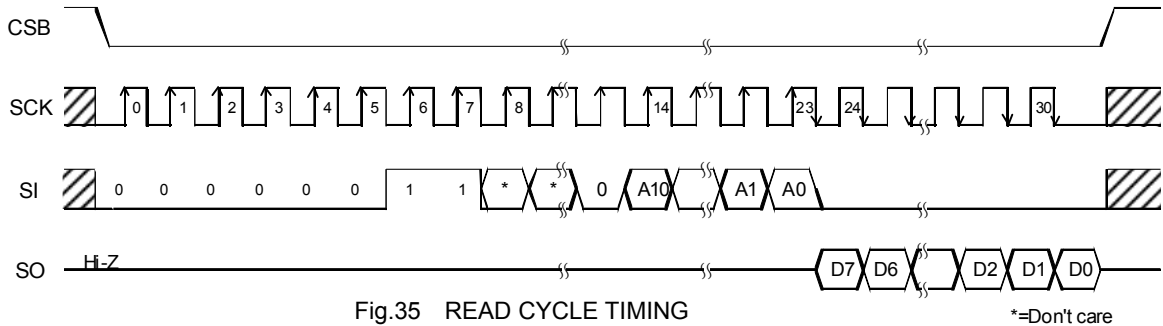 CSB
SCK 0 1 2 3 4 5 6 7 8 14 23 24 30
SI 0 0 0 0 0 0 1 1 * * 0 A10 A1 A0
Hi-Z
SO D7 D6 D2 D1 D0
Fig.35 READ CYCLE TIMING
*=Don't care